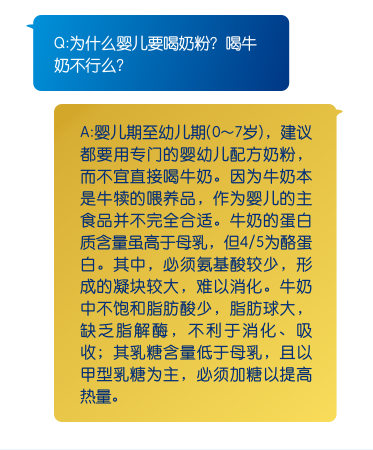 Q:为什么婴儿要喝奶粉？喝牛
奶不行么？
A:婴儿期至幼儿期(0～7岁)，建议
都要用专门的婴幼儿配方奶粉，
而不宜直接喝牛奶。因为牛奶本
是牛犊的喂养品，作为婴儿的主
食品并不完全合适。牛奶的蛋白
质含量虽高于母乳，但4/5为酪蛋
白。其中，必须氨基酸较少，形
成的凝块较大，难以消化。牛奶
中不饱和脂肪酸少，脂肪球大，
缺乏脂解酶，不利于消化、吸
收；其乳糖含量低于母乳，且以
甲型乳糖为主，必须加糖以提高
热量。